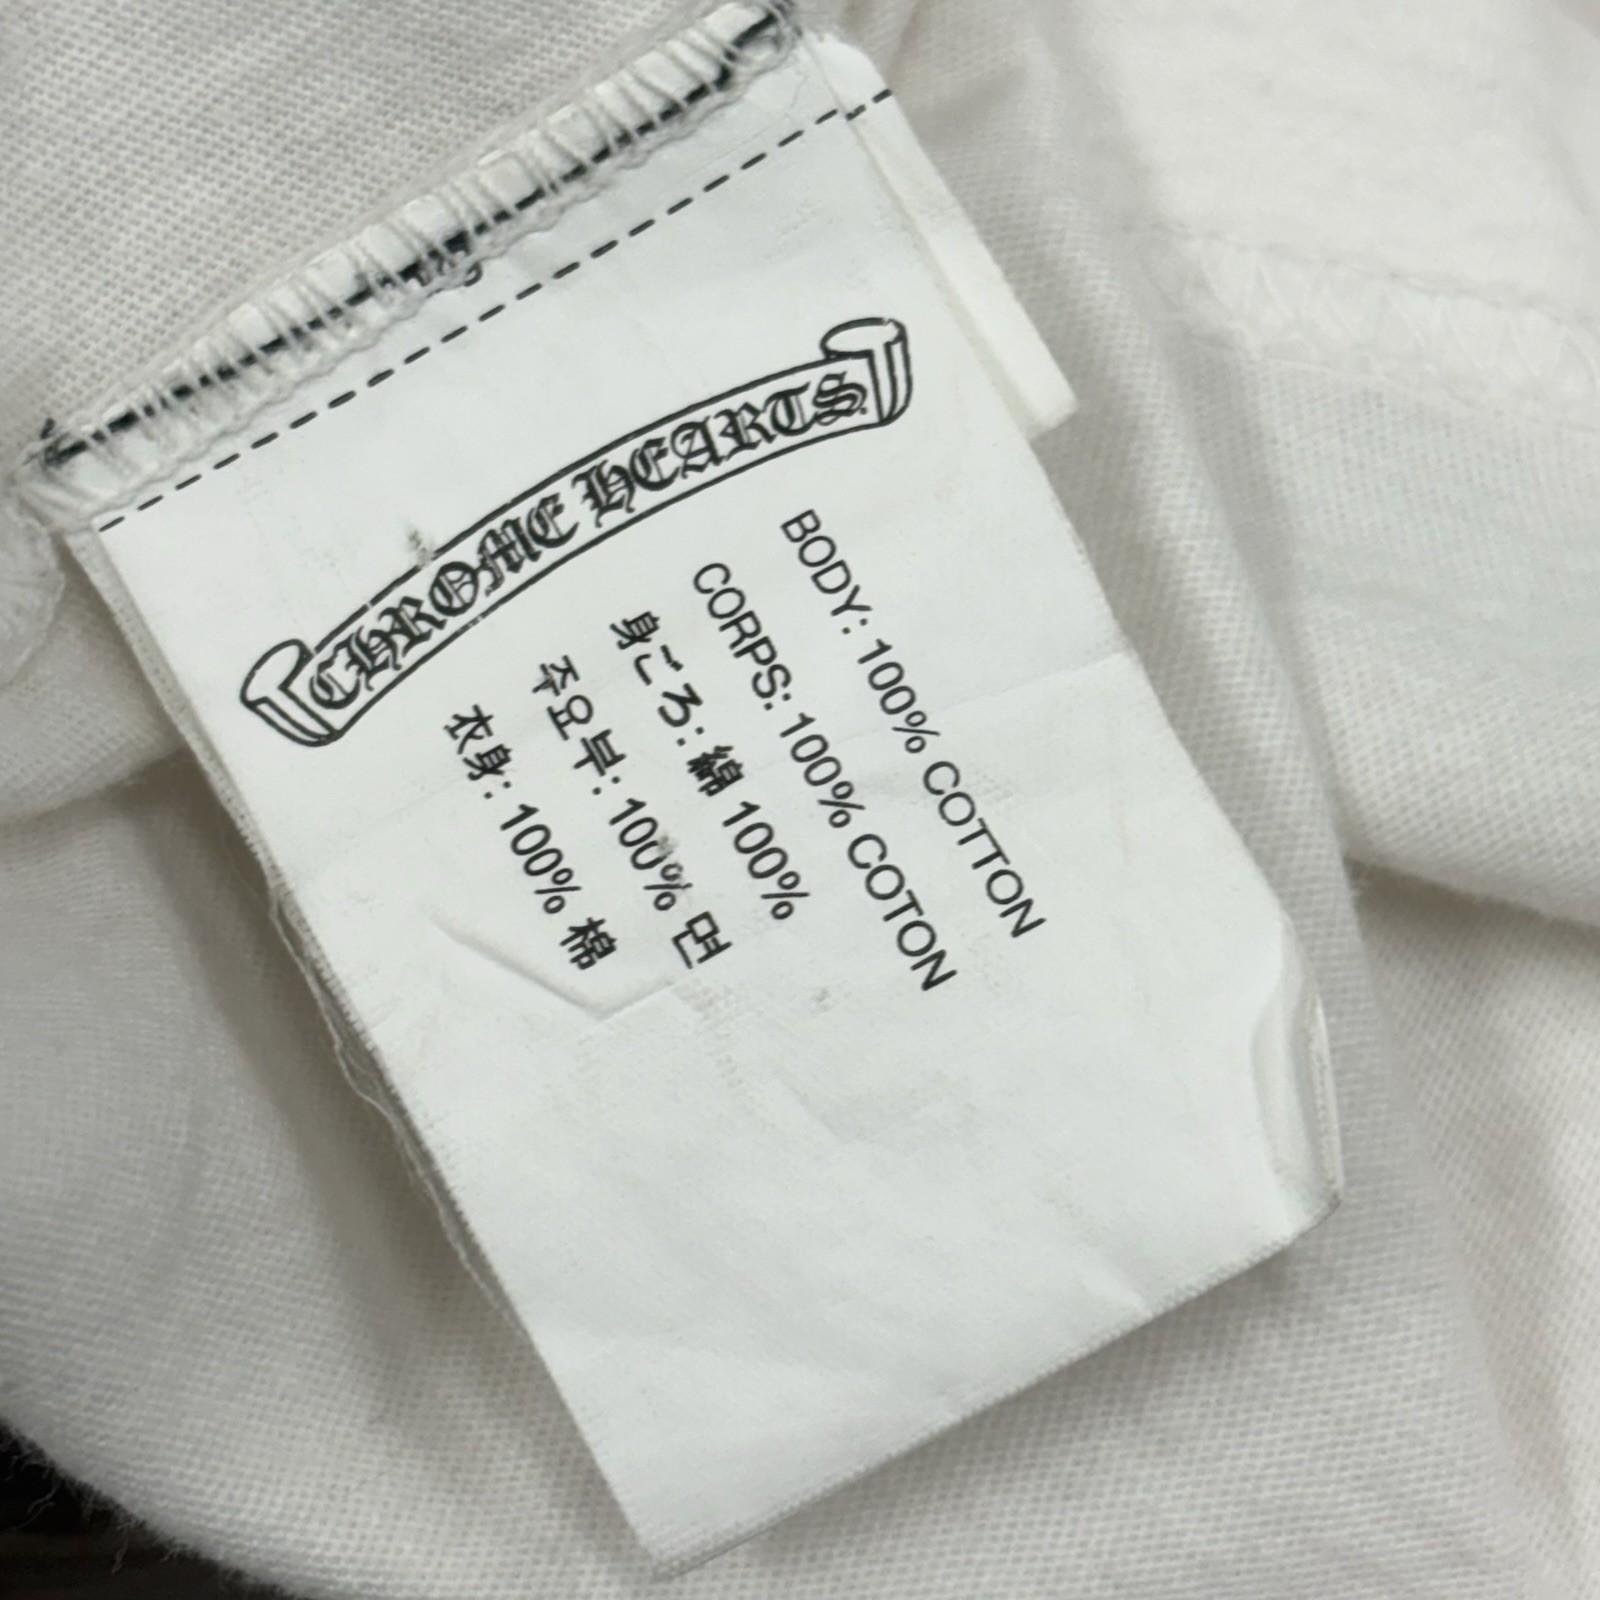 CHROME HEARTS
BODY: 100% COTTON
CORPS: 100% COTON
身ごろ: 綿 100%
주요부: 100% 면
衣身: 100% 棉